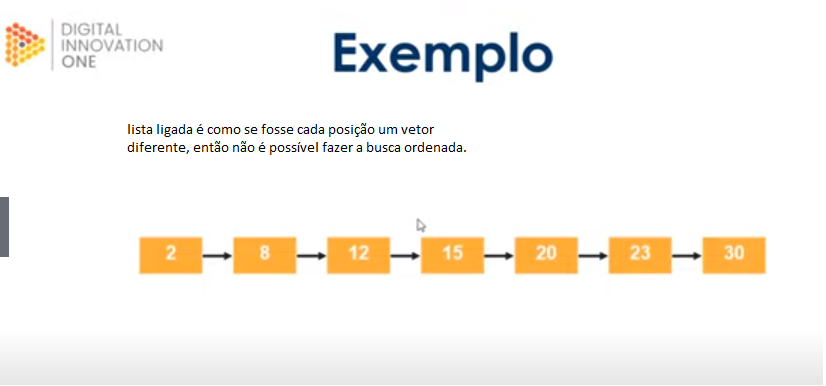 DIGITAL
INNOVATION
ONE
Exemplo
lista ligada é como se fosse cada posição um vetor
diferente, então não é possível fazer a busca ordenada.
2 8 12 15 20 23 30